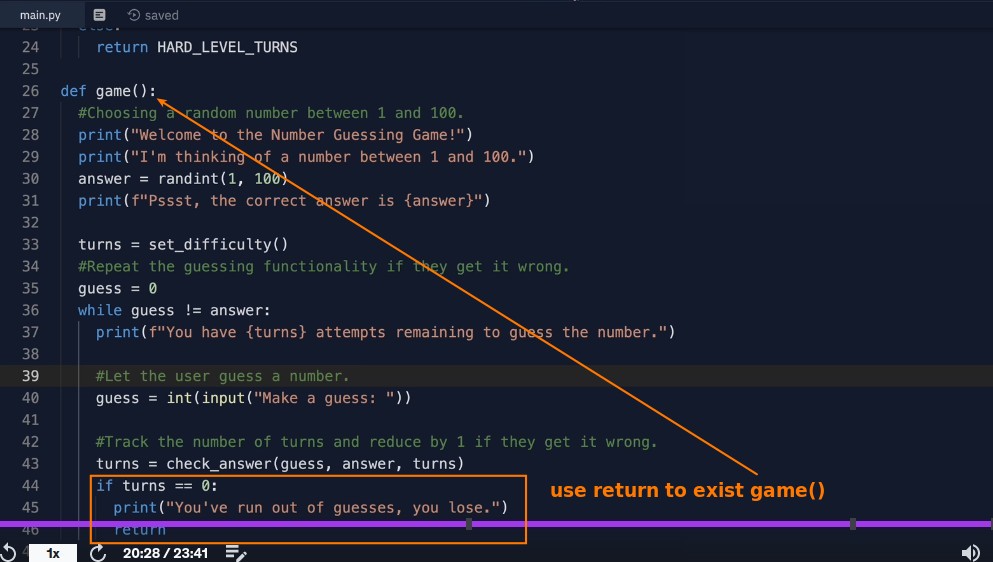 main.py saved
23 else:
24 return HARD_LEVEL_TURNS
25
26 def game():
27 #Choosing a random number between 1 and 100.
28 print("Welcome to the Number Guessing Game!")
29 print("I'm thinking of a number between 1 and 100.")
30 answer = randint(1, 100)
31 print(f"Pssst, the correct answer is {answer}")
32
33 turns = set_difficulty()
34 #Repeat the guessing functionality if they get it wrong.
35 guess = 0
36 while guess != answer:
37 print(f"You have {turns} attempts remaining to guess the number.")
38
39 #Let the user guess a number.
40 guess = int(input("Make a guess: "))
41
42 #Track the number of turns and reduce by 1 if they get it wrong.
43 turns = check_answer(guess, answer, turns)
44 if turns == 0:
use return to exist game()
45 print("You've run out of guesses, you lose.")
46 return
1x 20:28 / 23:41